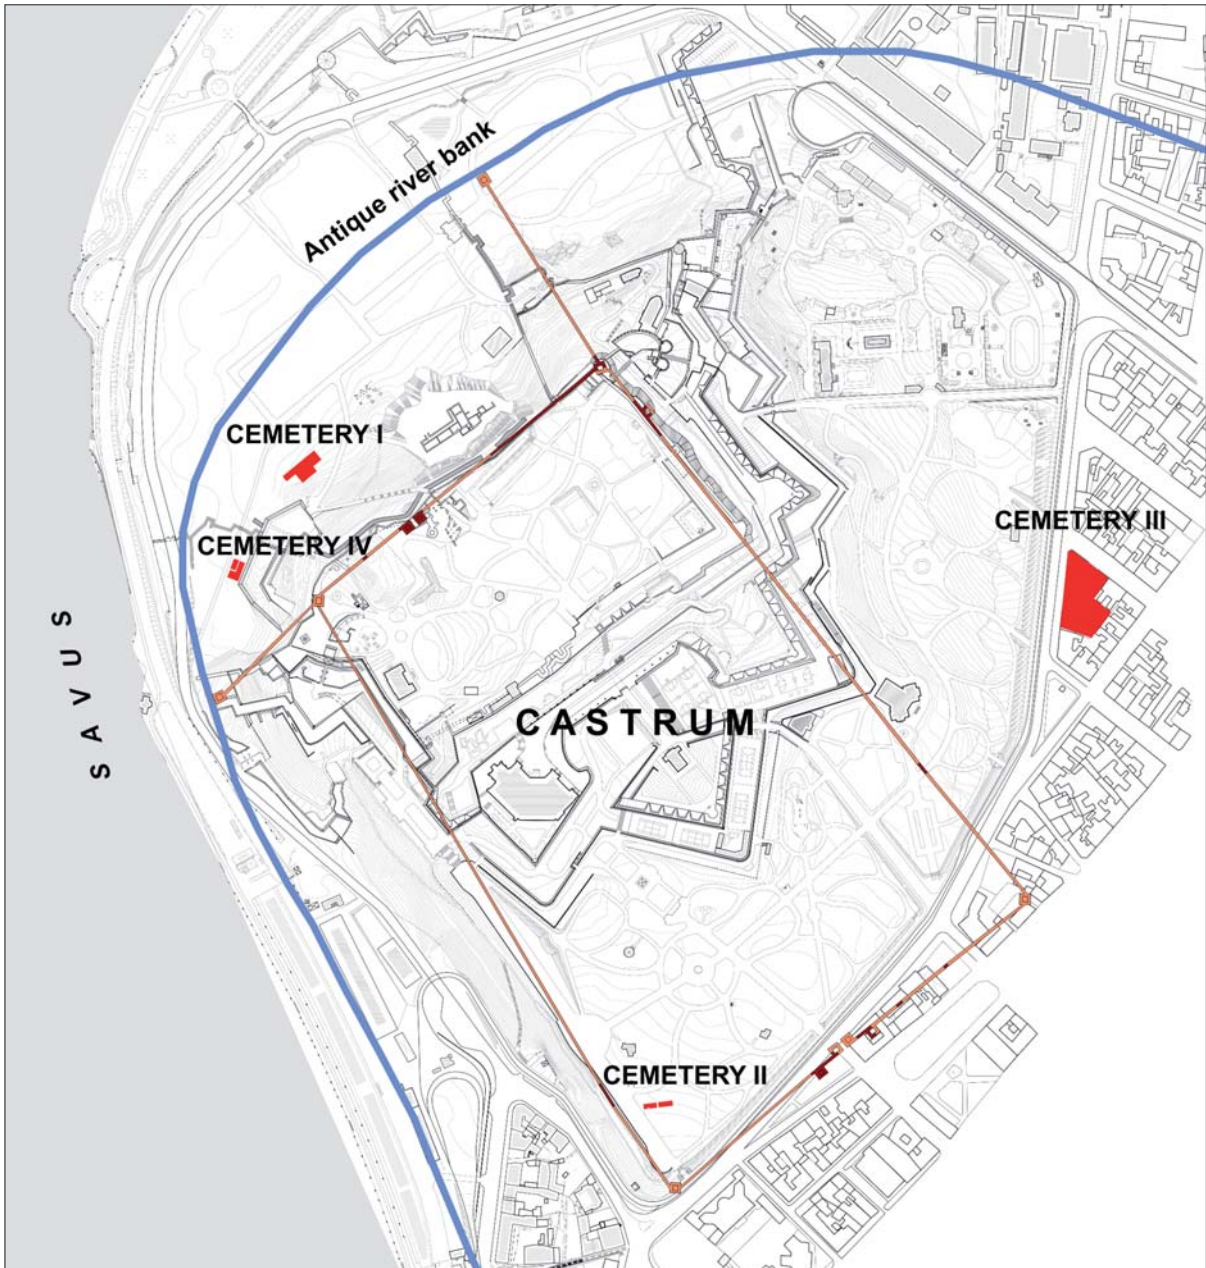 Antique river bank
CEMETERY I
CEMETERY III
CEMETERY IV
SAVUS
CASTRUM
CEMETERY II